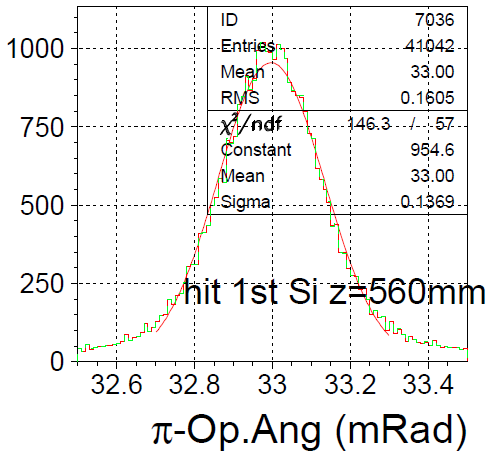 ID 7036
Entries 41042
Mean 33.00
RMS 0.1605
χ²/ndf 146.3 / 57
Constant 954.6
Mean 33.00
Sigma 0.1369
1000
750
500
250
0
hit 1st Si z=560mm
32.6 32.8 33 33.2 33.4
π-Op.Ang (mRad)